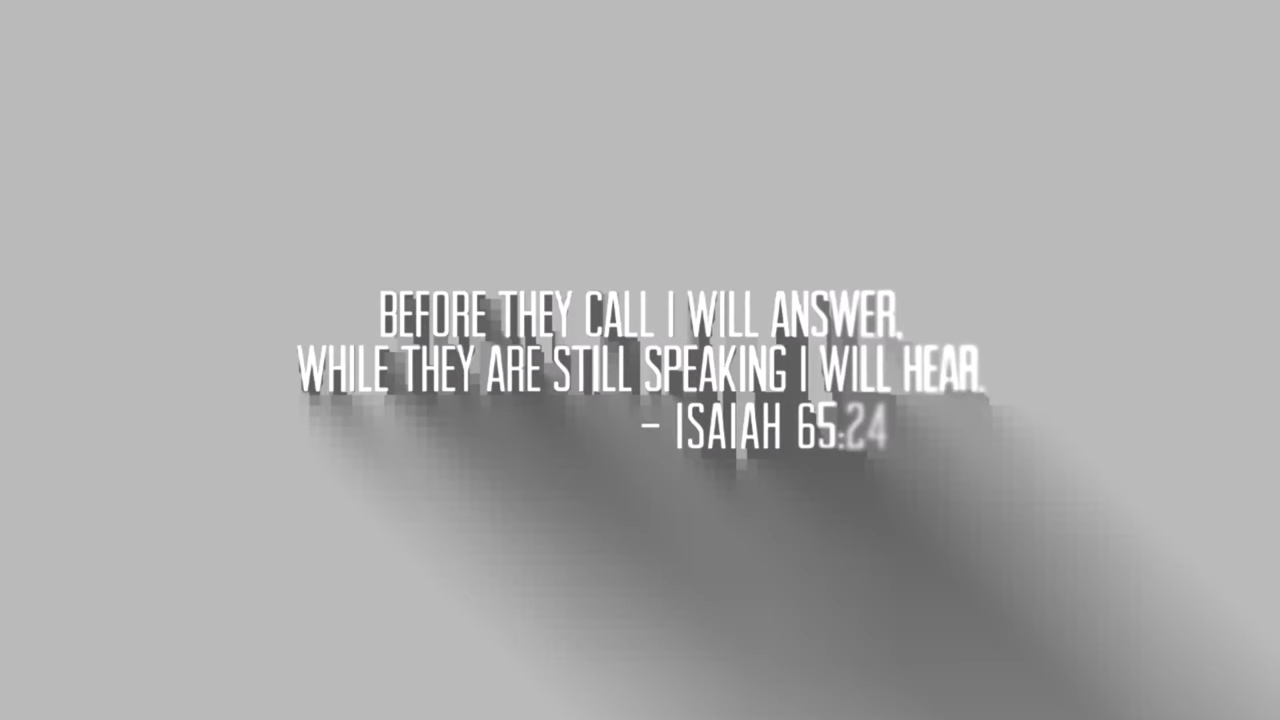 BEFORE THEY CALL I WILL ANSWER,
WHILE THEY ARE STILL SPEAKING I WILL HEAR.
– ISAIAH 65:24